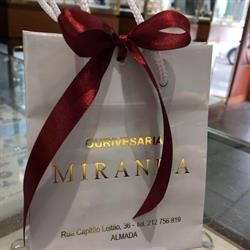 OURIVESARIA
MIRANDA
Rua Capitão Leitão, 36 - Tel. 212 756 819
ALMADA